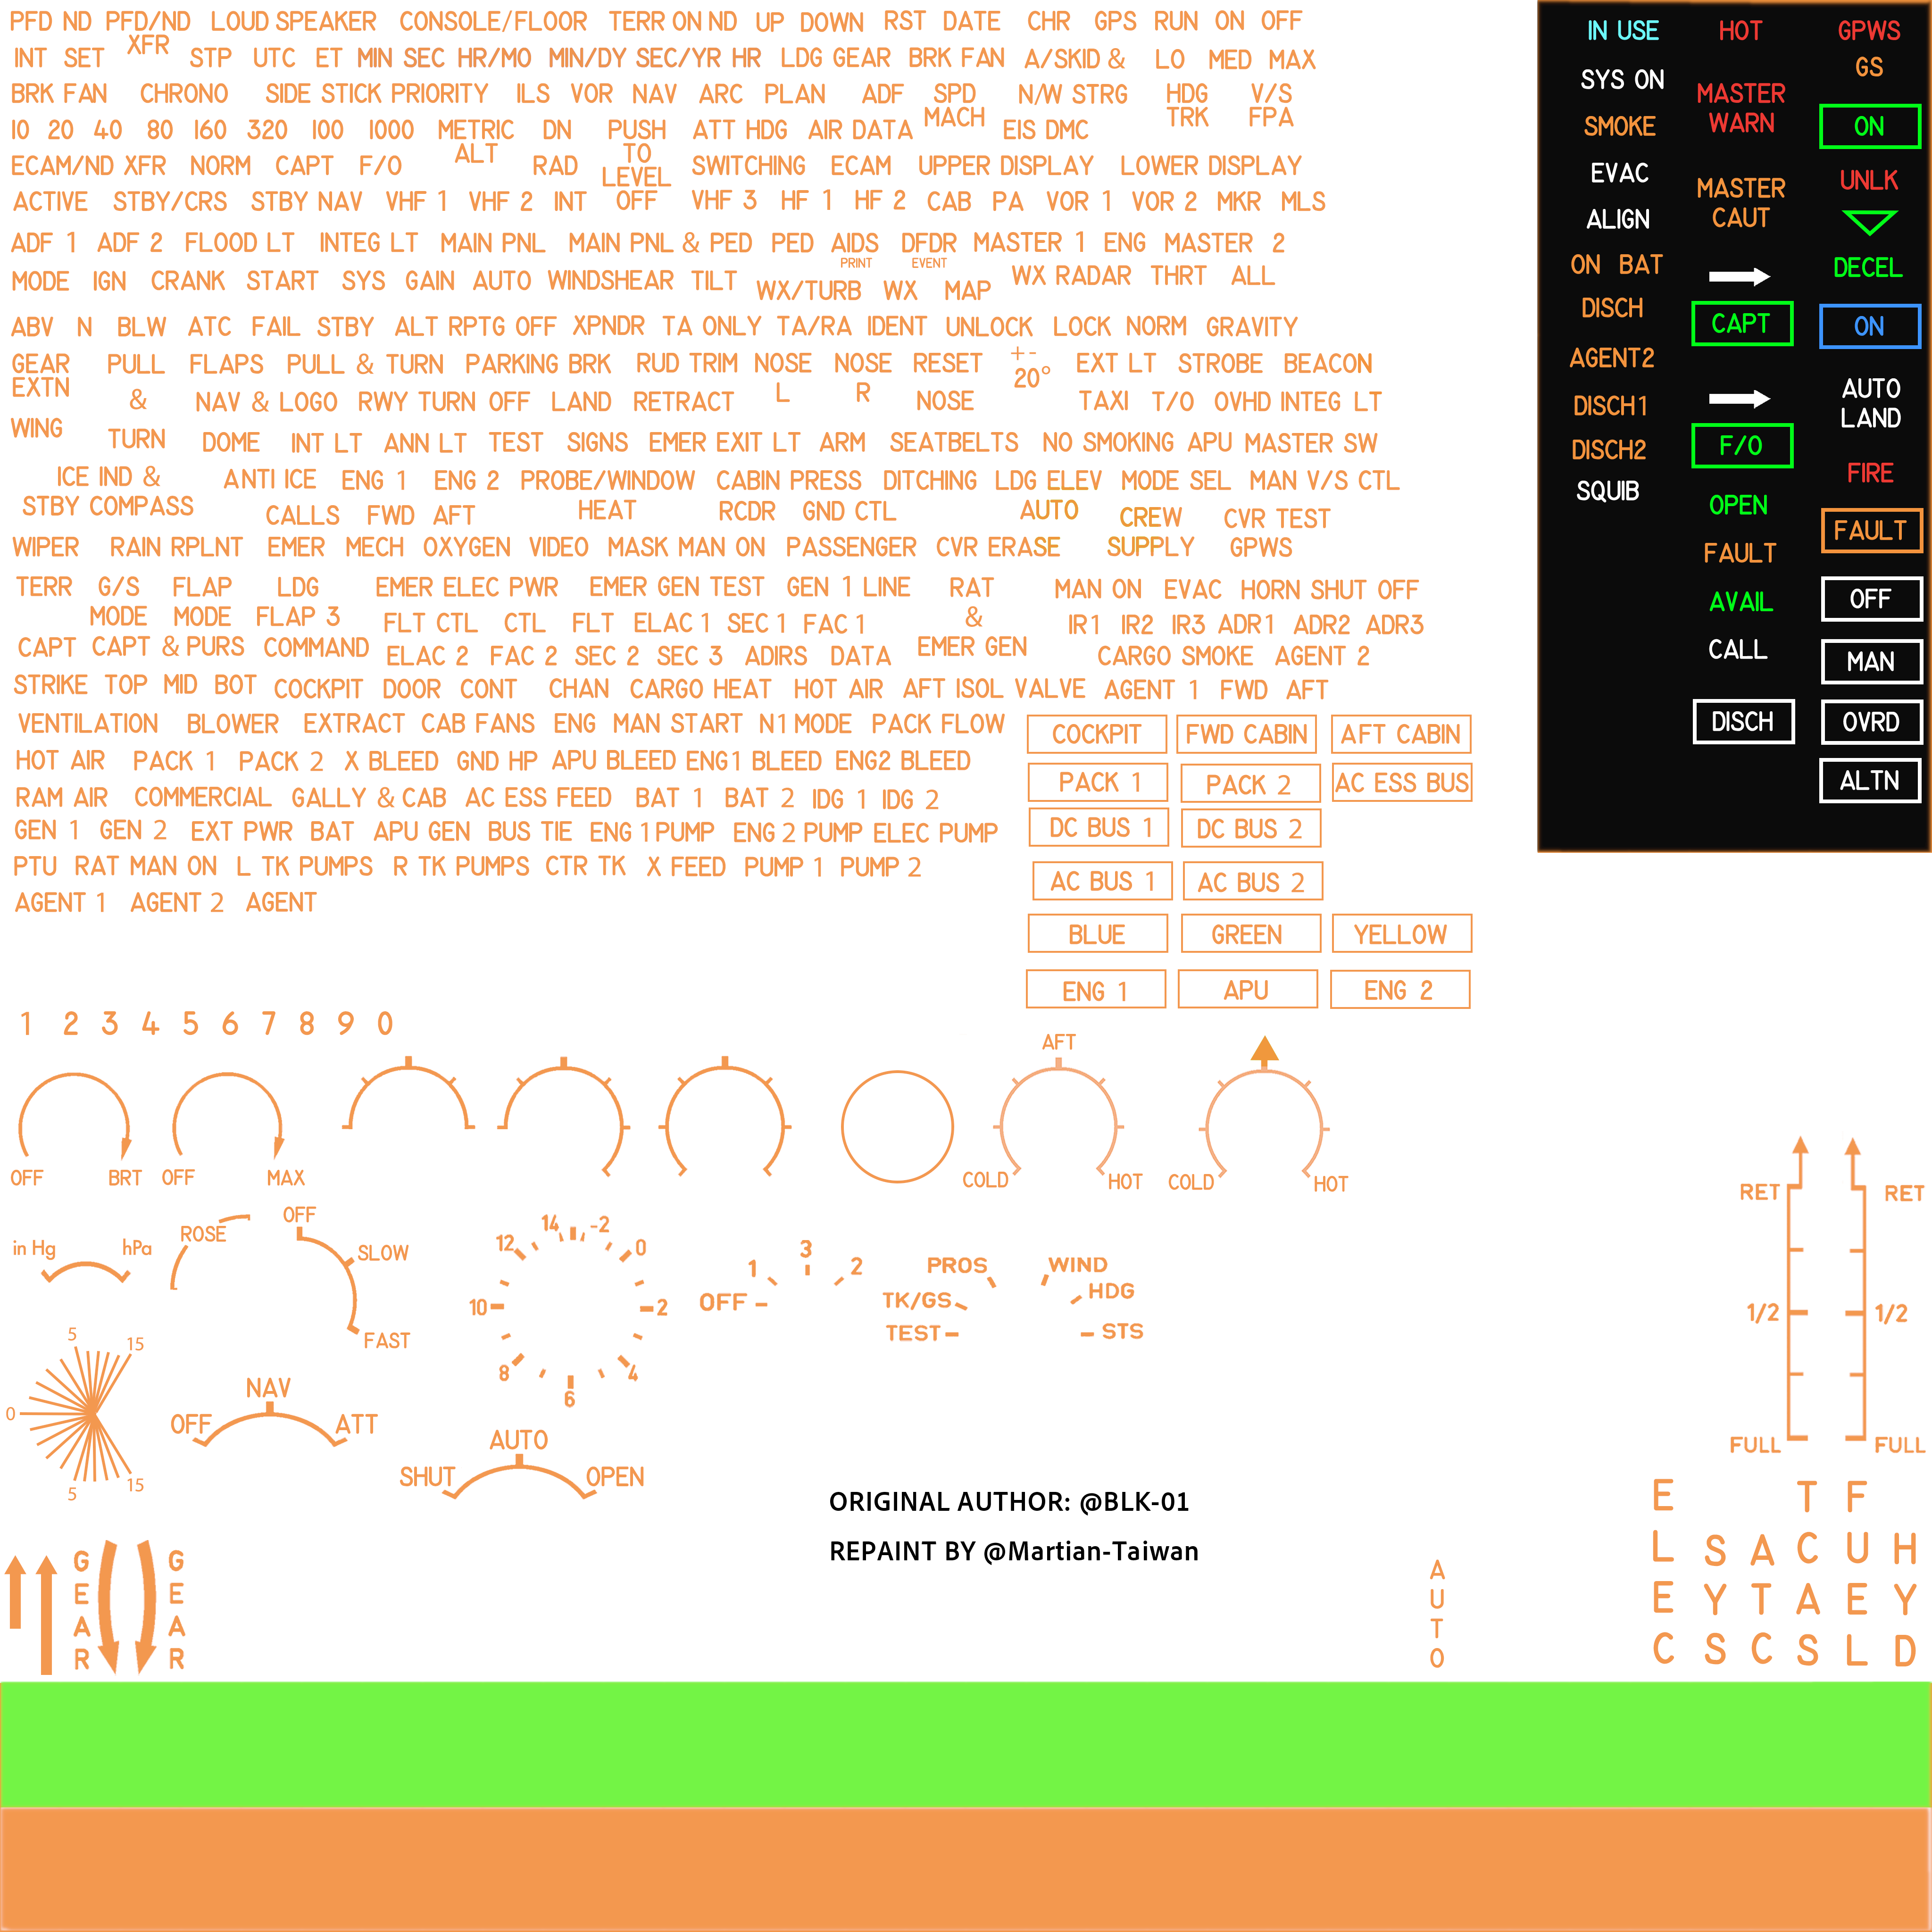 PFD ND PFD/ND LOUD SPEAKER CONSOLE/FLOOR TERR ON ND UP DOWN RST DATE CHR GPS RUN ON OFF
INT SET XFR STP UTC ET MIN SEC HR/MO MIN/DY SEC/YR HR LDG GEAR BRK FAN A/SKID & LO MED MAX
BRK FAN CHRONO SIDE STICK PRIORITY ILS VOR NAV ARC PLAN ADF SPD N/W STRG HDG V/S
MACH TRK FPA
10 20 40 80 160 320 100 1000 METRIC DN PUSH ATT HDG AIR DATA EIS DMC
ALT TO
ECAM/ND XFR NORM CAPT F/O RAD LEVEL SWITCHING ECAM UPPER DISPLAY LOWER DISPLAY
ACTIVE STBY/CRS STBY NAV VHF 1 VHF 2 INT OFF VHF 3 HF 1 HF 2 CAB PA VOR 1 VOR 2 MKR MLS
ADF 1 ADF 2 FLOOD LT INTEG LT MAIN PNL MAIN PNL & PED PED AIDS DFDR MASTER 1 ENG MASTER 2
PRINT EVENT
MODE IGN CRANK START SYS GAIN AUTO WINDSHEAR TILT WX/TURB WX MAP WX RADAR THRT ALL
ABV N BLW ATC FAIL STBY ALT RPTG OFF XPNDR TA ONLY TA/RA IDENT UNLOCK LOCK NORM GRAVITY
GEAR PULL FLAPS PULL & TURN PARKING BRK RUD TRIM NOSE NOSE RESET +- 20° EXT LT STROBE BEACON
EXTN & NAV & LOGO RWY TURN OFF LAND RETRACT L R NOSE TAXI T/O OVHD INTEG LT
WING TURN DOME INT LT ANN LT TEST SIGNS EMER EXIT LT ARM SEATBELTS NO SMOKING APU MASTER SW
ICE IND & ANTI ICE ENG 1 ENG 2 PROBE/WINDOW CABIN PRESS DITCHING LDG ELEV MODE SEL MAN V/S CTL
STBY COMPASS CALLS FWD AFT HEAT RCDR GND CTL AUTO CREW CVR TEST
WIPER RAIN RPLNT EMER MECH OXYGEN VIDEO MASK MAN ON PASSENGER CVR ERASE SUPPLY GPWS
TERR G/S FLAP LDG EMER ELEC PWR EMER GEN TEST GEN 1 LINE RAT MAN ON EVAC HORN SHUT OFF
MODE MODE FLAP 3 FLT CTL CTL FLT ELAC 1 SEC 1 FAC 1 & IR1 IR2 IR3 ADR1 ADR2 ADR3
CAPT CAPT & PURS COMMAND ELAC 2 FAC 2 SEC 2 SEC 3 ADIRS DATA EMER GEN CARGO SMOKE AGENT 2
STRIKE TOP MID BOT COCKPIT DOOR CONT CHAN CARGO HEAT HOT AIR AFT ISOL VALVE AGENT 1 FWD AFT
VENTILATION BLOWER EXTRACT CAB FANS ENG MAN START N1 MODE PACK FLOW
HOT AIR PACK 1 PACK 2 X BLEED GND HP APU BLEED ENG1 BLEED ENG2 BLEED
RAM AIR COMMERCIAL GALLY & CAB AC ESS FEED BAT 1 BAT 2 IDG 1 IDG 2
GEN 1 GEN 2 EXT PWR BAT APU GEN BUS TIE ENG 1 PUMP ENG 2 PUMP ELEC PUMP
PTU RAT MAN ON L TK PUMPS R TK PUMPS CTR TK X FEED PUMP 1 PUMP 2
AGENT 1 AGENT 2 AGENT
COCKPIT FWD CABIN AFT CABIN
PACK 1 PACK 2 AC ESS BUS
DC BUS 1 DC BUS 2
AC BUS 1 AC BUS 2
BLUE GREEN YELLOW
ENG 1 APU ENG 2
IN USE
SYS ON
SMOKE
EVAC
ALIGN
ON BAT
DISCH
AGENT2
DISCH1
DISCH2
SQUIB
HOT
MASTER
WARN
MASTER
CAUT
CAPT
F/O
OPEN
FAULT
AVAIL
CALL
DISCH
GPWS
GS
ON
UNLK
DECEL
ON
AUTO
LAND
FIRE
FAULT
OFF
MAN
OVRD
ALTN
1 2 3 4 5 6 7 8 9 0
OFF BRT
OFF MAX
AFT
COLD HOT
COLD HOT
in Hg hPa
ROSE
OFF
SLOW
FAST
14 -2
12 0
10 2
8 4
6
OFF 1 3 2
PROS WIND
TK/GS HDG
TEST STS
5 15
0
5 15
OFF NAV ATT
SHUT AUTO OPEN
RET RET
1/2 1/2
FULL FULL
ORIGINAL AUTHOR: @BLK-01
REPAINT BY @Martian-Taiwan
GEAR
GEAR
AUTO
ELEC
SYS
ATC
TCAS
FUEL
HYD